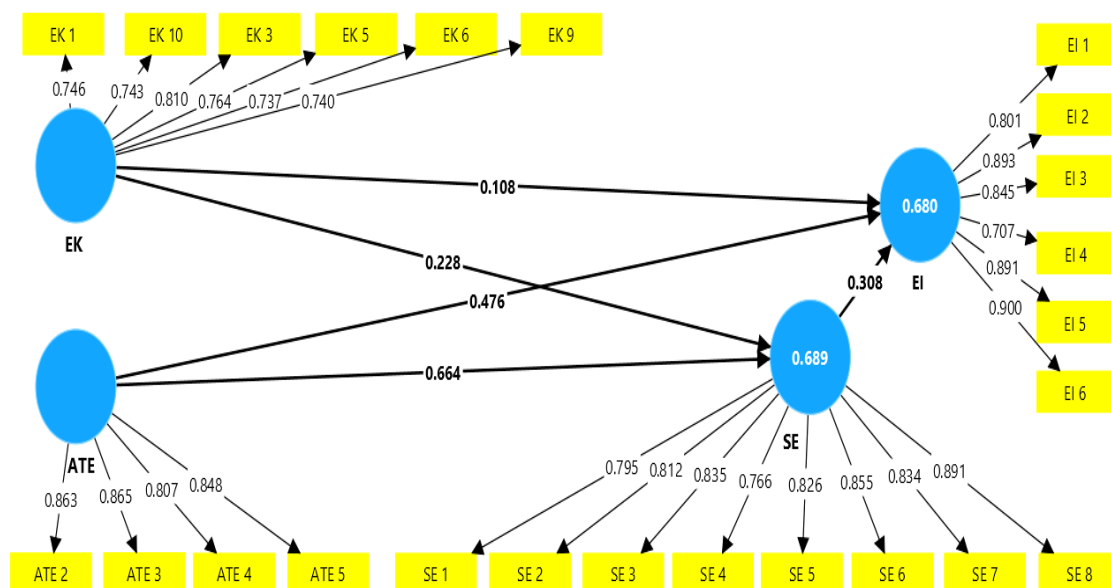 EK 1
EK 10
EK 3
EK 5
EK 6
EK 9
EI 1
0.746
0.743
0.810
0.764
0.737
0.740
0.801
EI 2
0.893
EI 3
0.845
0.108
0.680
0.707
EK
0.228
EI 4
0.891
EI
0.308
0.476
0.900
EI 5
0.689
0.664
EI 6
SE
ATE
0.863
0.865
0.807
0.848
0.795
0.812
0.835
0.766
0.826
0.855
0.834
0.891
ATE 2
ATE 3
ATE 4
ATE 5
SE 1
SE 2
SE 3
SE 4
SE 5
SE 6
SE 7
SE 8